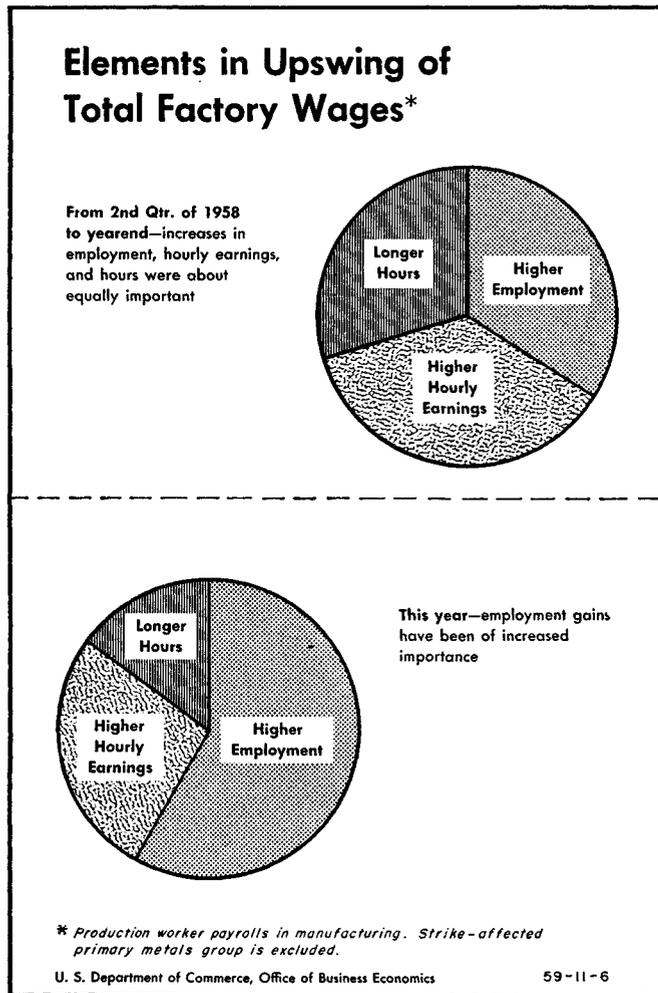 Elements in Upswing of
Total Factory Wages*
From 2nd Qtr. of 1958
to yearend—increases in
employment, hourly earnings,
and hours were about
equally important
Longer
Hours
Higher
Employment
Higher
Hourly
Earnings
This year—employment gains
have been of increased
importance
Longer
Hours
Higher
Hourly
Earnings
Higher
Employment
* Production worker payrolls in manufacturing. Strike-affected
primary metals group is excluded.
U. S. Department of Commerce, Office of Business Economics
59-11-6